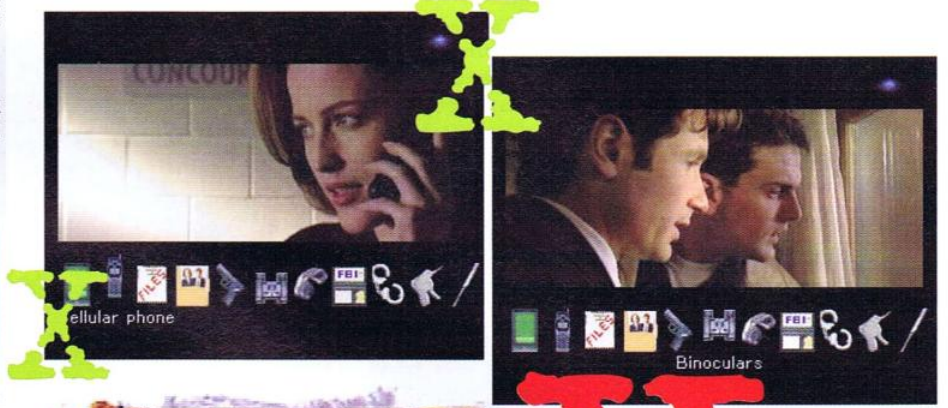 CONCOUR
FILES
FBI
ellular phone
FILES
FBI
Binoculars
X
X